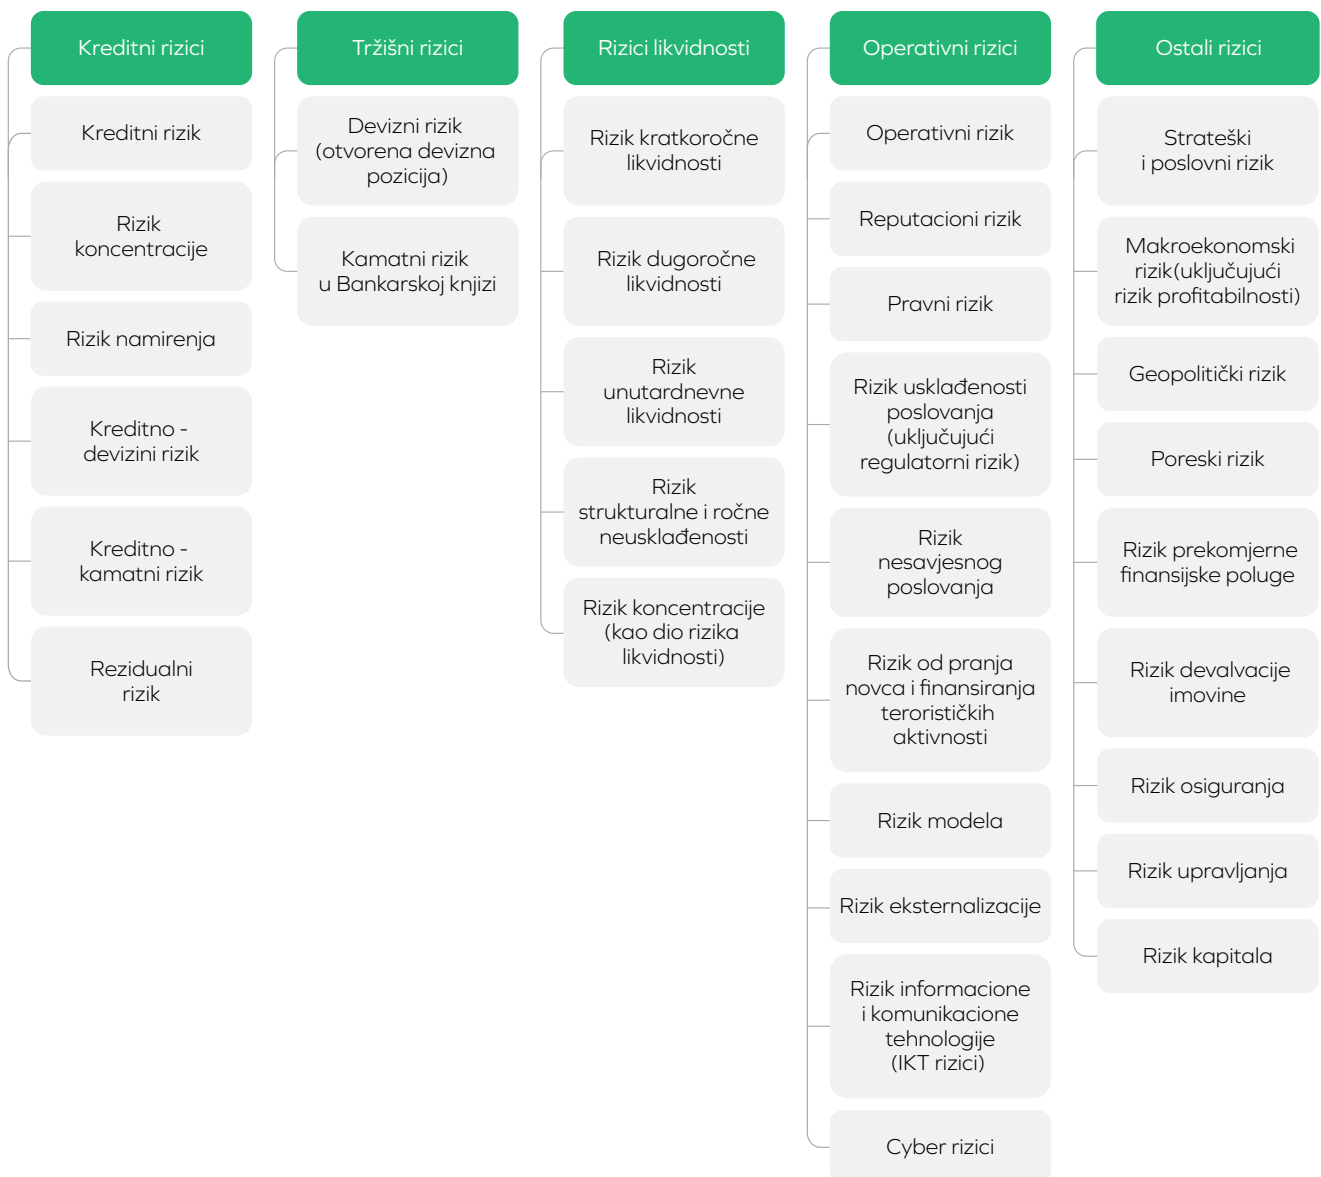 Kreditni rizici
Kreditni rizik
Rizik
koncentracije
Rizik namirenja
Kreditno -
devizini rizik
Kreditno -
kamatni rizik
Rezidualni
rizik
Tržišni rizici
Devizni rizik
(otvorena devizna
pozicija)
Kamatni rizik
u Bankarskoj knjizi
Rizici likvidnosti
Rizik kratkoročne
likvidnosti
Rizik dugoročne
likvidnosti
Rizik
unutardnevne
likvidnosti
Rizik
strukturalne i ročne
neusklađenosti
Rizik koncentracije
(kao dio rizika
likvidnosti)
Operativni rizici
Operativni rizik
Reputacioni rizik
Pravni rizik
Rizik usklađenosti
poslovanja
(uključujući
regulatorni rizik)
Rizik
nesavjesnog
poslovanja
Rizik od pranja
novca i finansiranja
terorističkih
aktivnosti
Rizik modela
Rizik eksternalizacije
Rizik informacione
i komunikacione
tehnologije
(IKT rizici)
Cyber rizici
Ostali rizici
Strateški
i poslovni rizik
Makroekonomski
rizik(uključujući
rizik profitabilnosti)
Geopolitički rizik
Poreski rizik
Rizik prekomjerne
finansijske poluge
Rizik devalvacije
imovine
Rizik osiguranja
Rizik upravljanja
Rizik kapitala